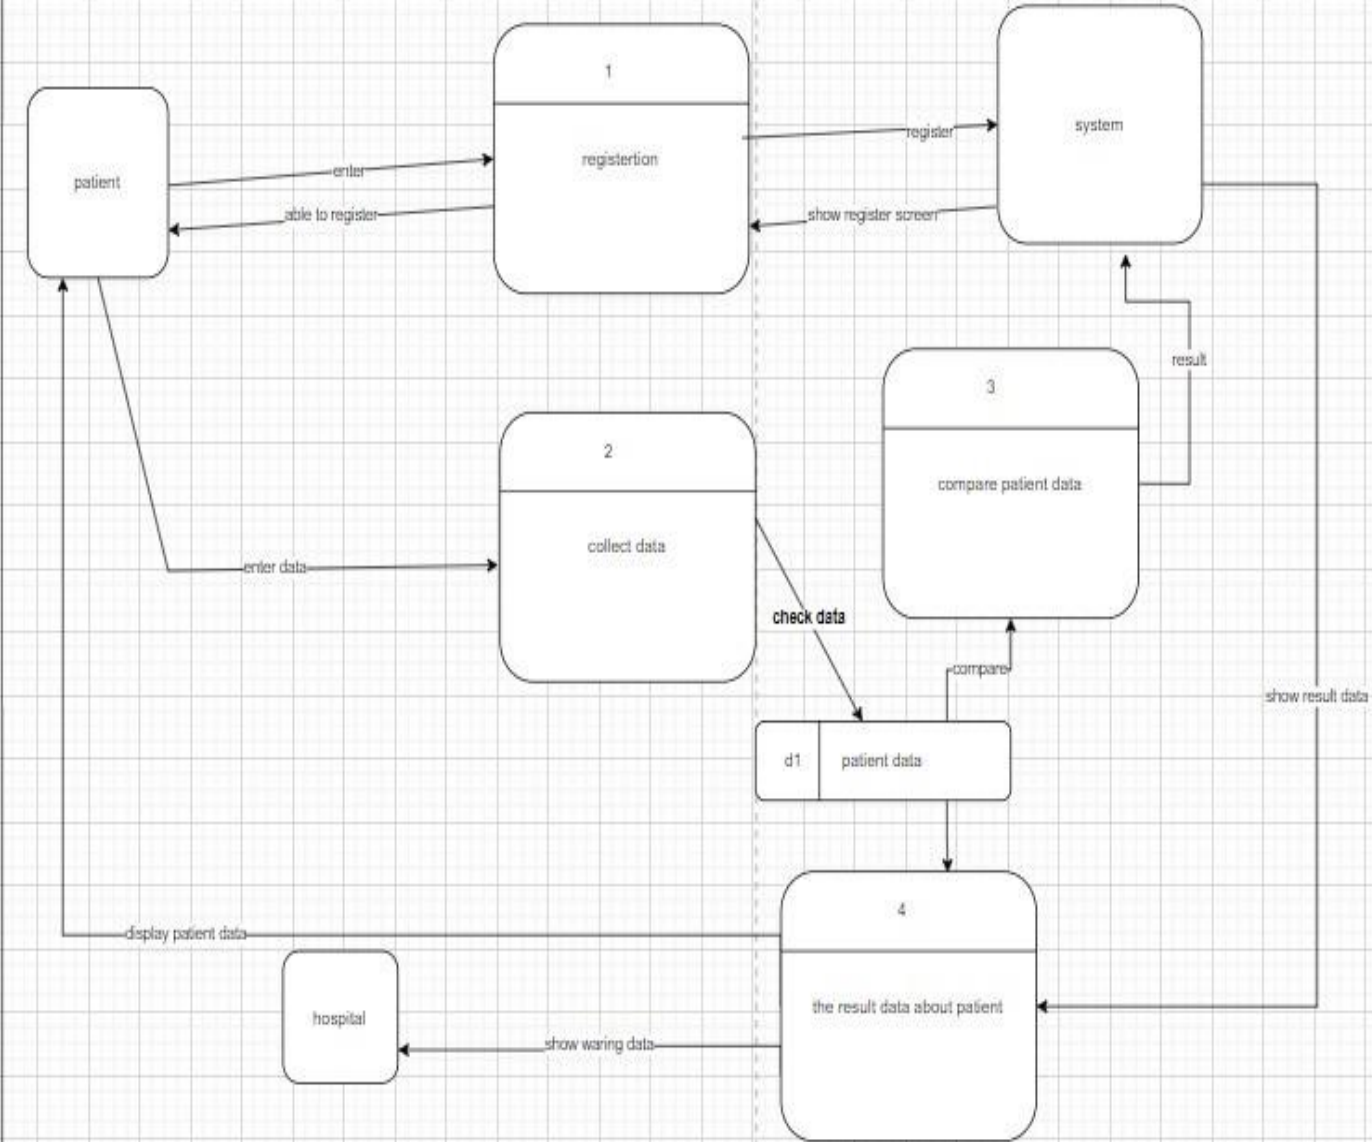 1
system
register
registertion
enter
patient
able to register
show register screen
result
3
2
compare patient data
collect data
enter data
check data
compare
show result data
d1
patient data
4
display patient data
the result data about patient
hospital
show waring data